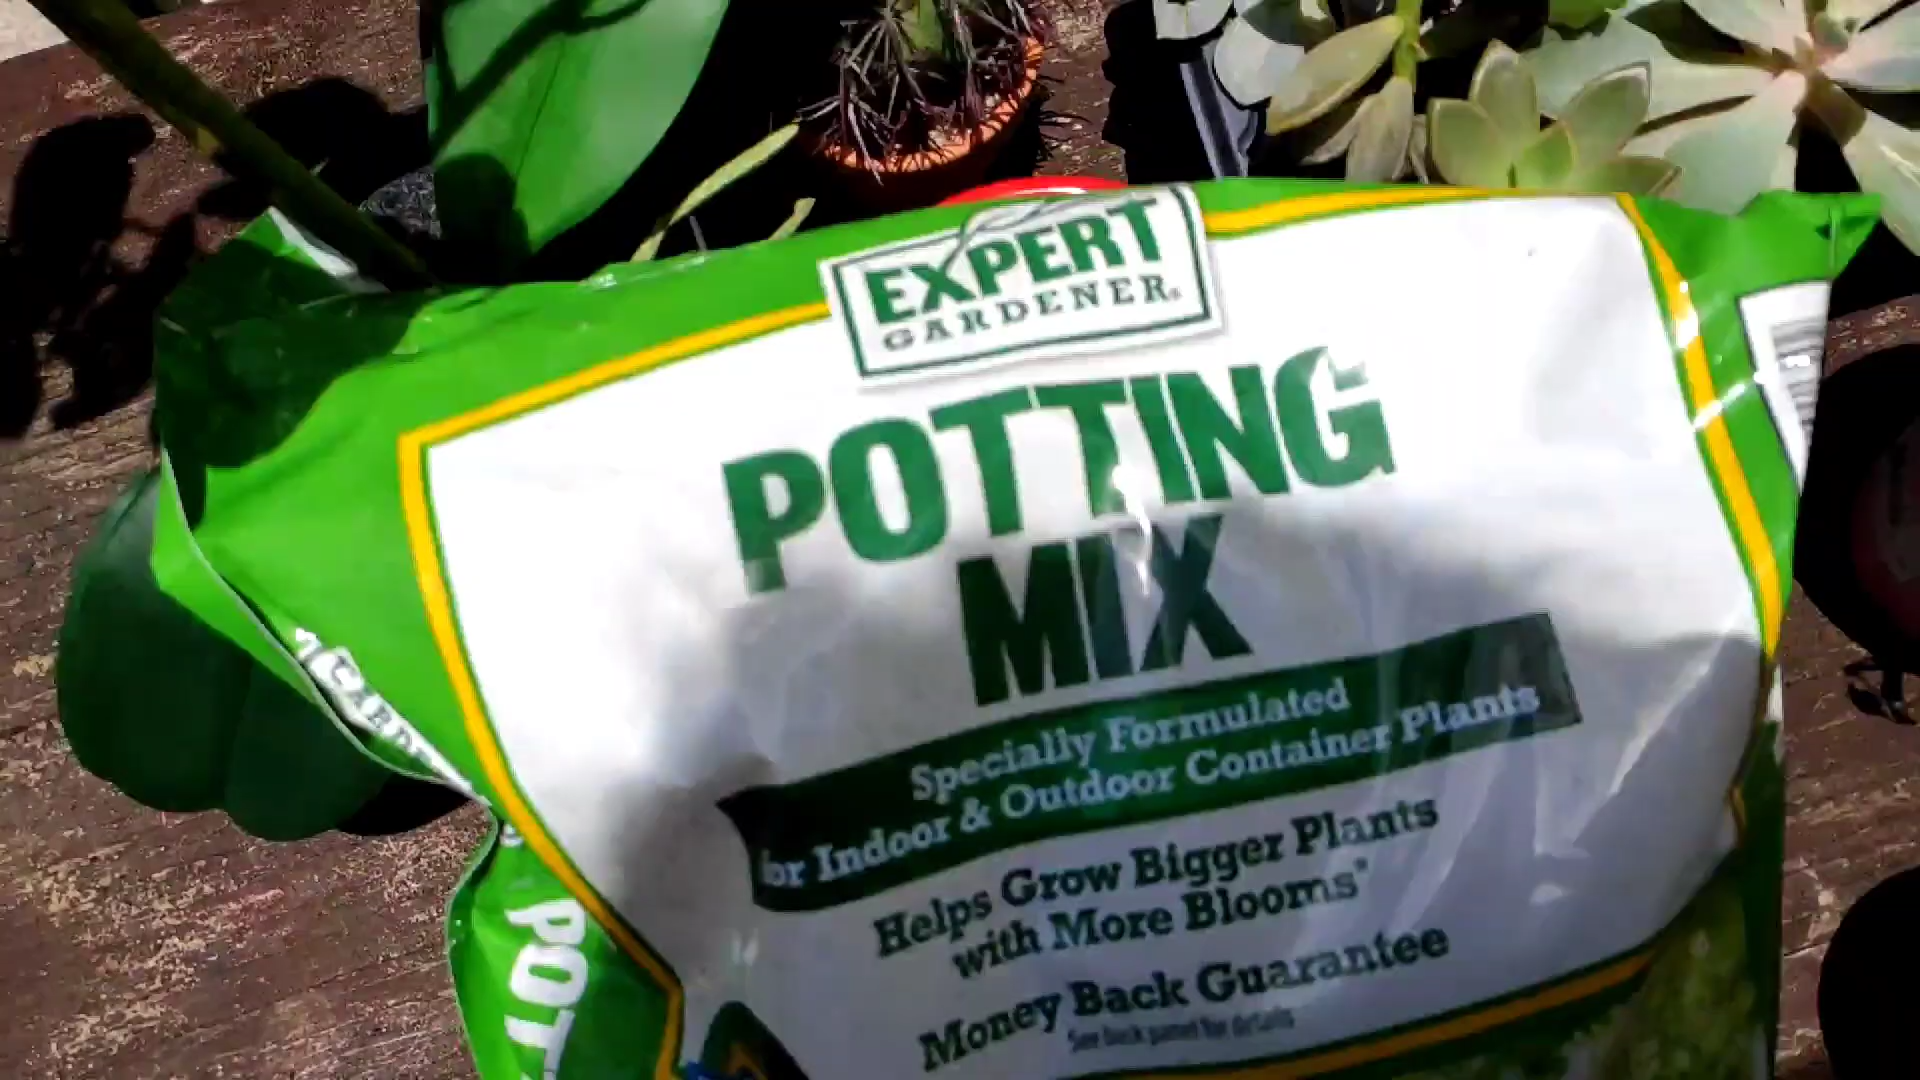 EXPERT
GARDENER®
POTTING
MIX
Specially Formulated
for Indoor & Outdoor Container Plants
Helps Grow Bigger Plants
with More Blooms*
Money Back Guarantee
See back panel for details